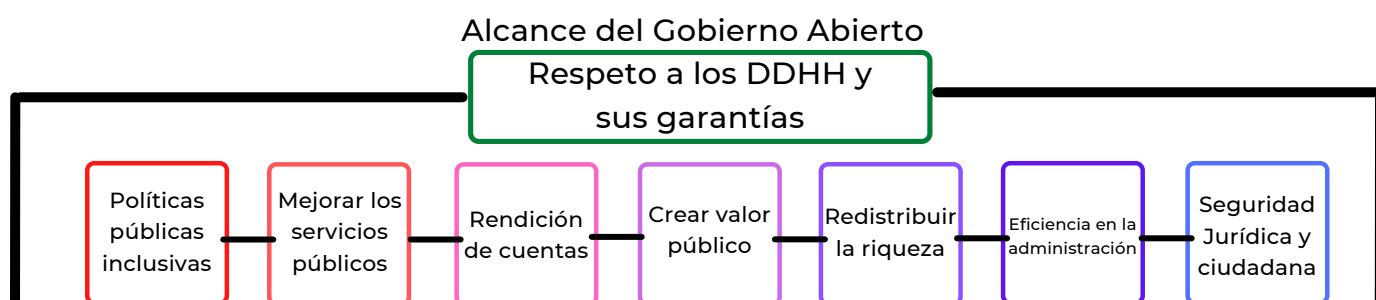 Alcance del Gobierno Abierto
Respeto a los DDHH y
sus garantías
Políticas
públicas
inclusivas
Mejorar los
servicios
públicos
Rendición
de cuentas
Crear valor
público
Redistribuir
la riqueza
Eficiencia en la
administración
Seguridad
Jurídica y
ciudadana